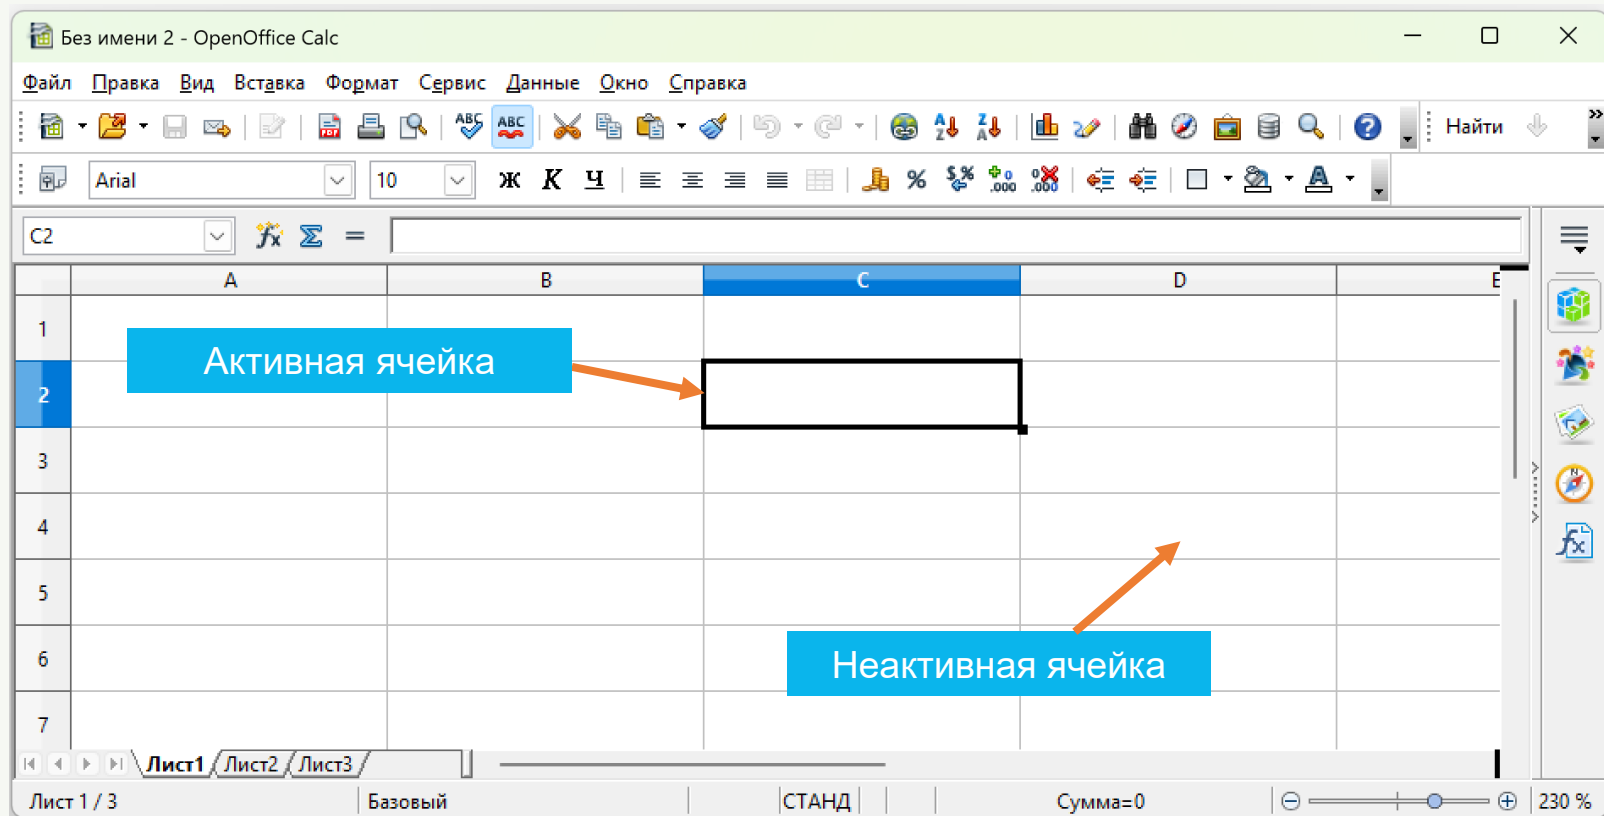 Без имени 2 - OpenOffice Calc
Файл Правка Вид Вставка Формат Сервис Данные Окно Справка
Найти
Arial 10 Ж К Ч %
C2 fx Σ =
A B C D E
1
Активная ячейка
2
3
4
5
Неактивная ячейка
6
7
Лист1 Лист2 Лист3
Лист 1 / 3 Базовый СТАНД Сумма=0 230 %